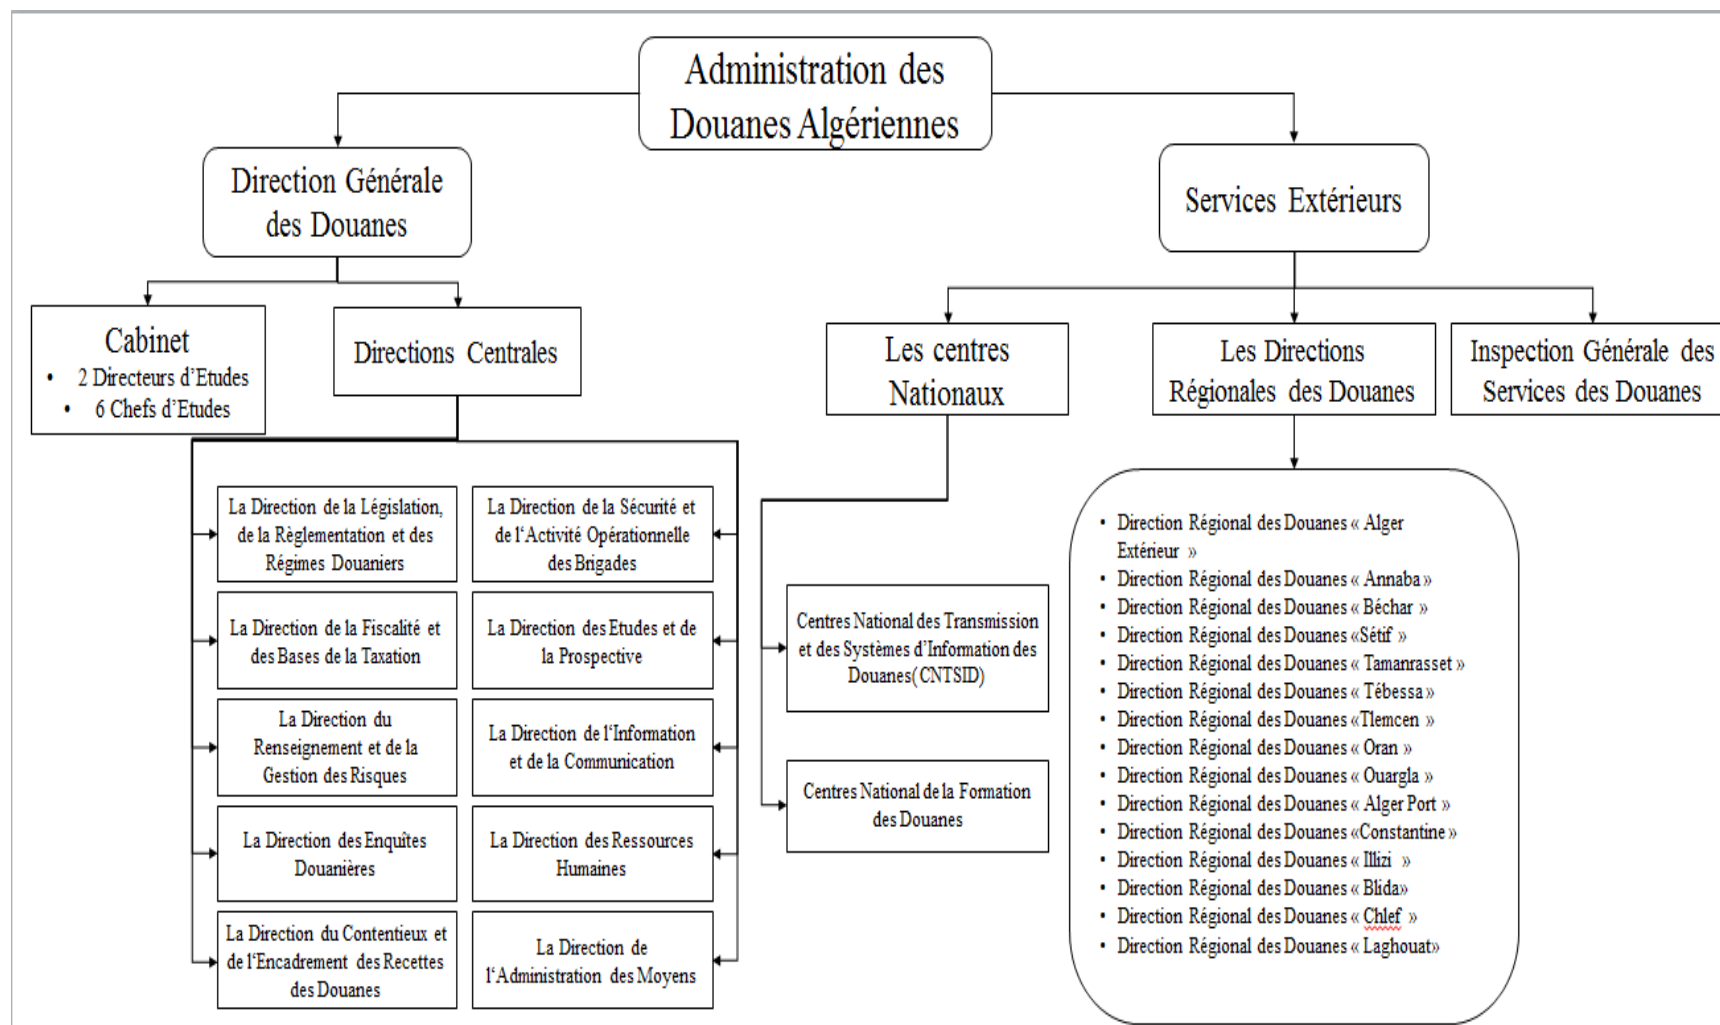 Administration des
Douanes Algériennes
Direction Générale
des Douanes
Services Extérieurs
Cabinet
• 2 Directeurs d'Etudes
• 6 Chefs d'Etudes
Directions Centrales
Les centres
Nationaux
Les Directions
Régionales des Douanes
Inspection Générale des
Services des Douanes
La Direction de la Législation,
de la Règlementation et des
Régimes Douaniers
La Direction de la Sécurité et
de l‘Activité Opérationnelle
des Brigades
La Direction de la Fiscalité et
des Bases de la Taxation
La Direction des Etudes et de
la Prospective
La Direction du
Renseignement et de la
Gestion des Risques
La Direction de l‘Information
et de la Communication
La Direction des Enquîtes
Douanières
La Direction des Ressources
Humaines
La Direction du Contentieux et
de l‘Encadrement des Recettes
des Douanes
La Direction de
l‘Administration des Moyens
Centres National des Transmission
et des Systèmes d'Information des
Douanes( CNTSID)
Centres National de la Formation
des Douanes
• Direction Régional des Douanes « Alger
Extérieur »
• Direction Régional des Douanes « Annaba »
• Direction Régional des Douanes « Béchar »
• Direction Régional des Douanes «Sétif »
• Direction Régional des Douanes « Tamanrasset »
• Direction Régional des Douanes « Tébessa »
• Direction Régional des Douanes «Tlemcen »
• Direction Régional des Douanes « Oran »
• Direction Régional des Douanes « Ouargla »
• Direction Régional des Douanes « Alger Port »
• Direction Régional des Douanes «Constantine »
• Direction Régional des Douanes « Illizi »
• Direction Régional des Douanes « Blida»
• Direction Régional des Douanes « Chlef »
• Direction Régional des Douanes « Laghouat»